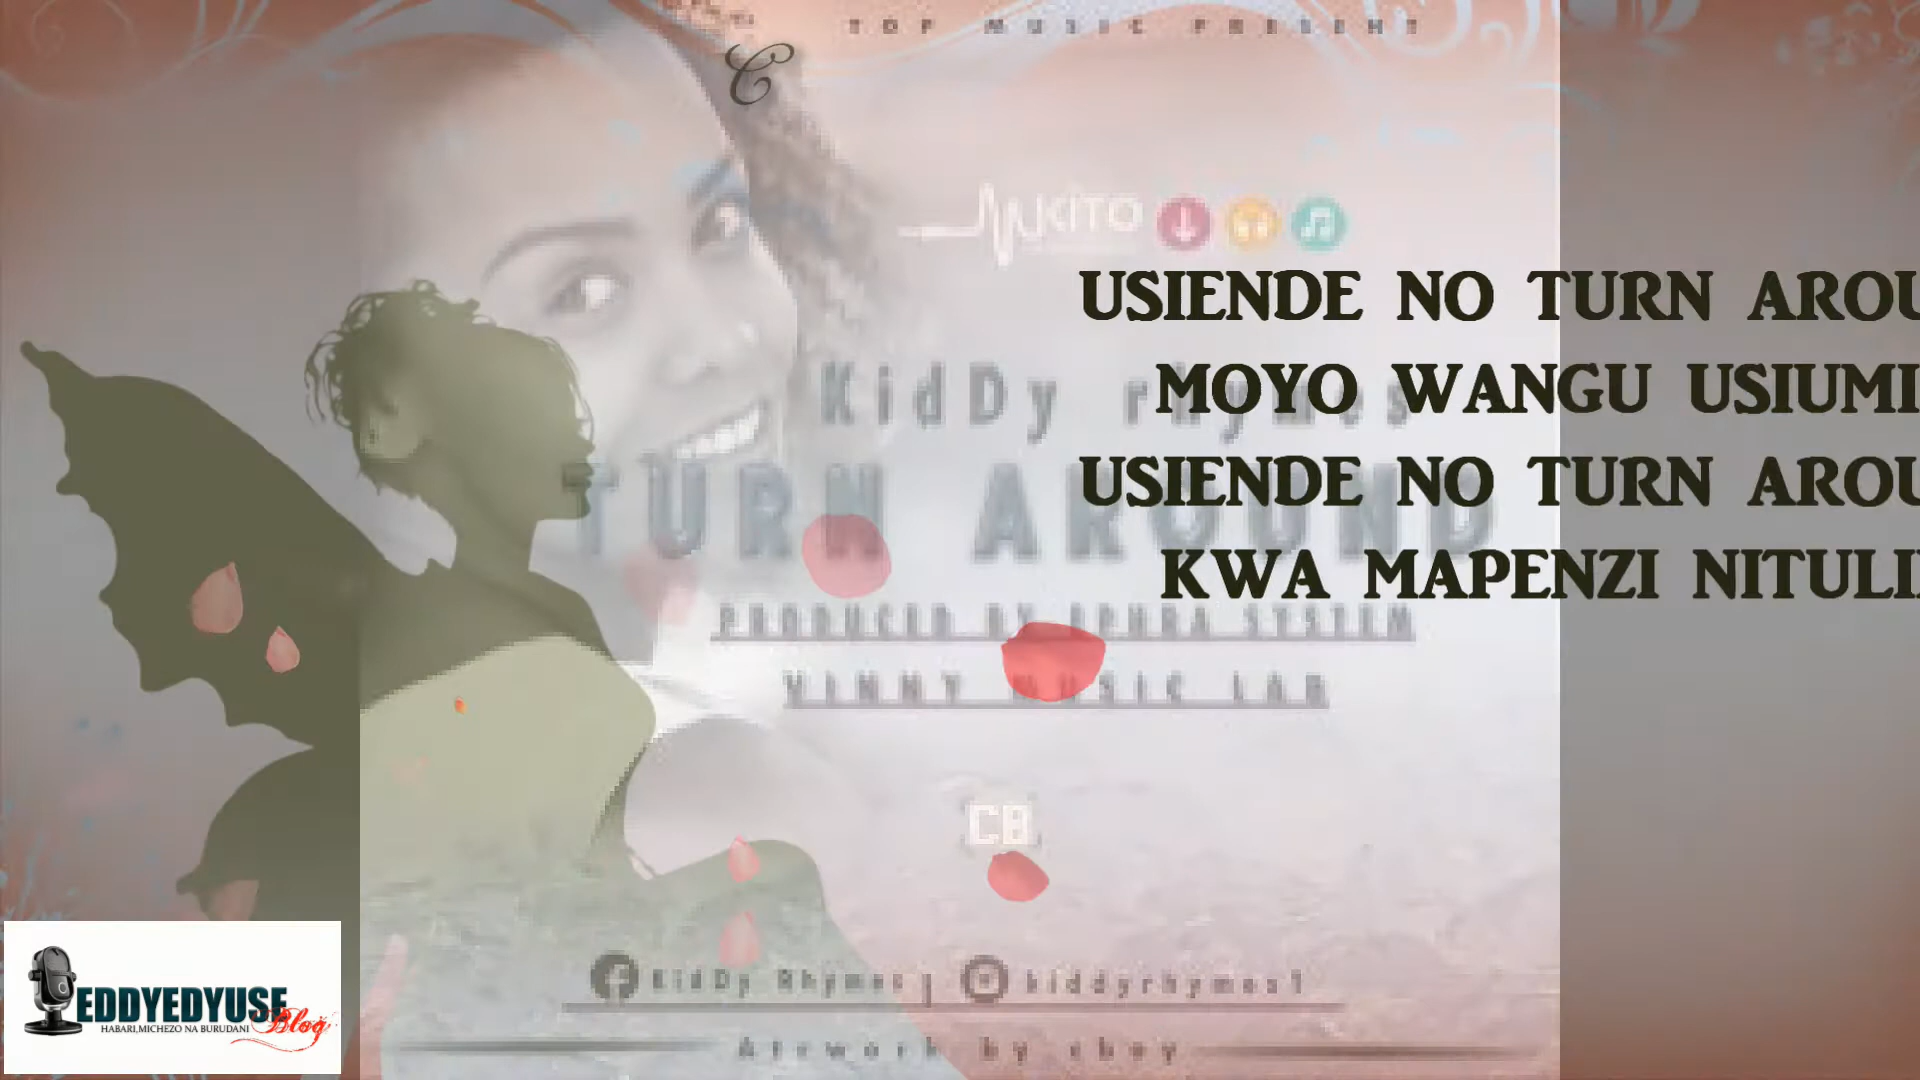 TOP MUSIC PRESENT
C
KITO
USIENDE NO TURN AROU
KidDy rhymes
MOYO WANGU USIUMI
TURN AROUND
USIENDE NO TURN AROU
KWA MAPENZI NITULI
PRODUCED BY SYSTEM
VINNY MUSIC LAB
CB
KidDy Rhymes | kiddyrhymes1
EDDYEDYUSE
Blog
HABARI,MICHEZO NA BURUDANI
Artwork by cboy